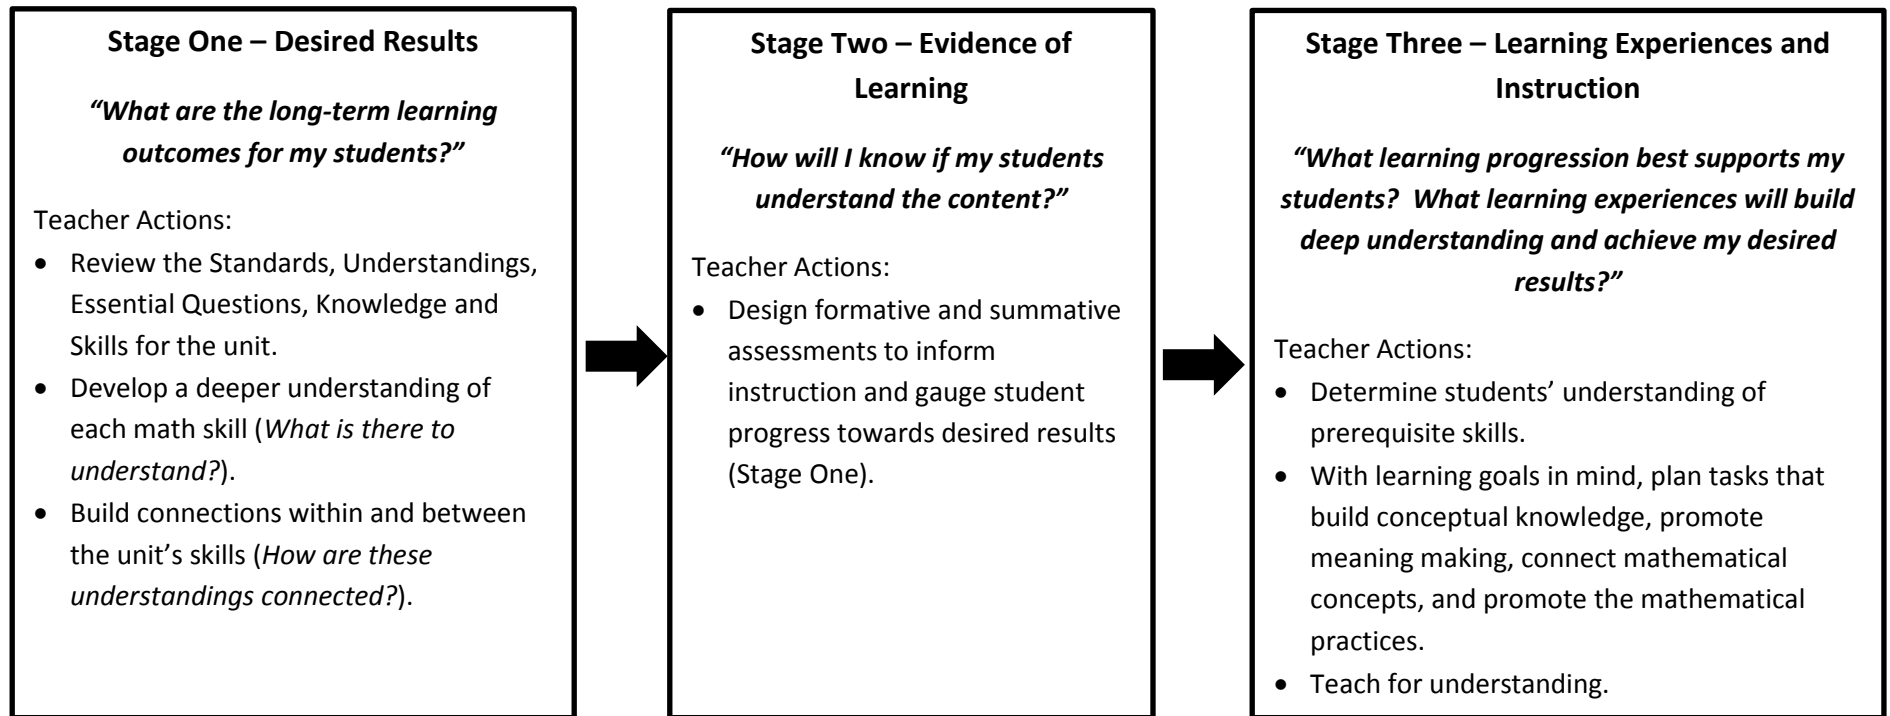 Stage One – Desired Results
“What are the long-term learning
outcomes for my students?”
Teacher Actions:
• Review the Standards, Understandings,
Essential Questions, Knowledge and
Skills for the unit.
• Develop a deeper understanding of
each math skill (What is there to
understand?).
• Build connections within and between
the unit’s skills (How are these
understandings connected?).
Stage Two – Evidence of
Learning
“How will I know if my students
understand the content?”
Teacher Actions:
• Design formative and summative
assessments to inform
instruction and gauge student
progress towards desired results
(Stage One).
Stage Three – Learning Experiences and
Instruction
“What learning progression best supports my
students?  What learning experiences will build
deep understanding and achieve my desired
results?”
Teacher Actions:
• Determine students’ understanding of
prerequisite skills.
• With learning goals in mind, plan tasks that
build conceptual knowledge, promote
meaning making, connect mathematical
concepts, and promote the mathematical
practices.
• Teach for understanding.